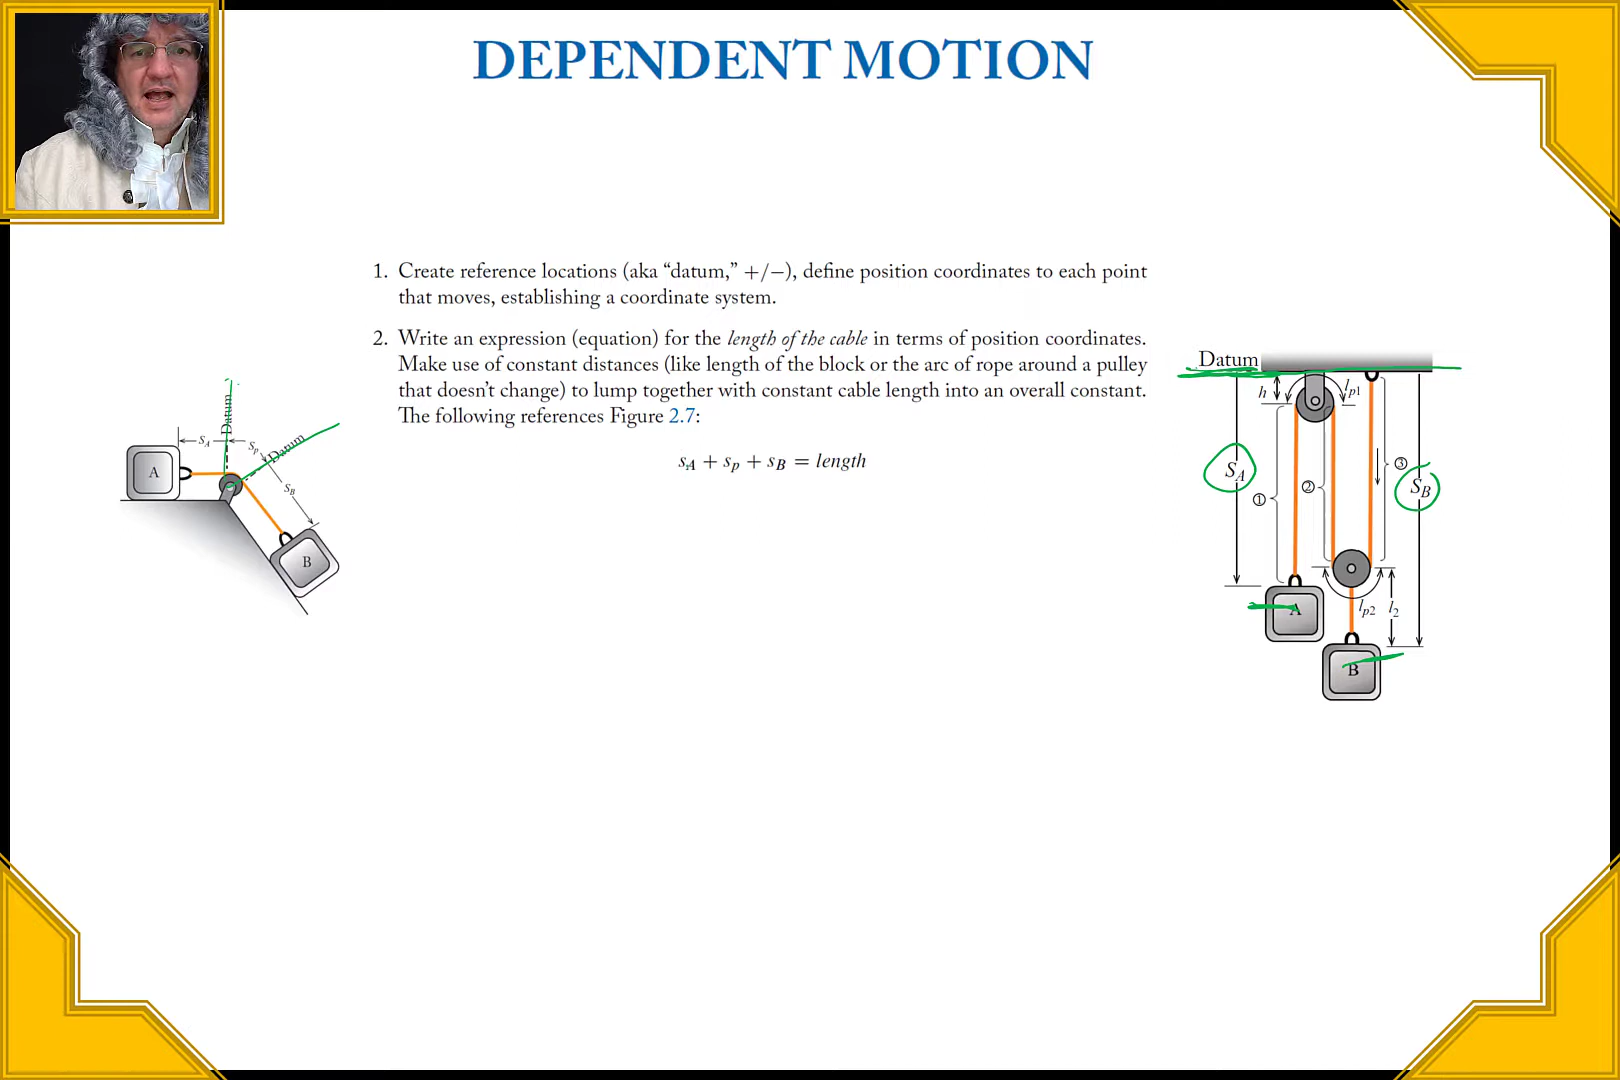 DEPENDENT MOTION
1. Create reference locations (aka “datum,” +/−), define position coordinates to each point
that moves, establishing a coordinate system.
2. Write an expression (equation) for the length of the cable in terms of position coordinates.
Make use of constant distances (like length of the block or the arc of rope around a pulley
that doesn’t change) to lump together with constant cable length into an overall constant.
The following references Figure 2.7:
s_A + s_p + s_B = length
Datum
S_A
S_p
Datum
A
S_B
B
Datum
h
l_p1
S_A
①
②
③
S_B
A
l_p2
l_2
B